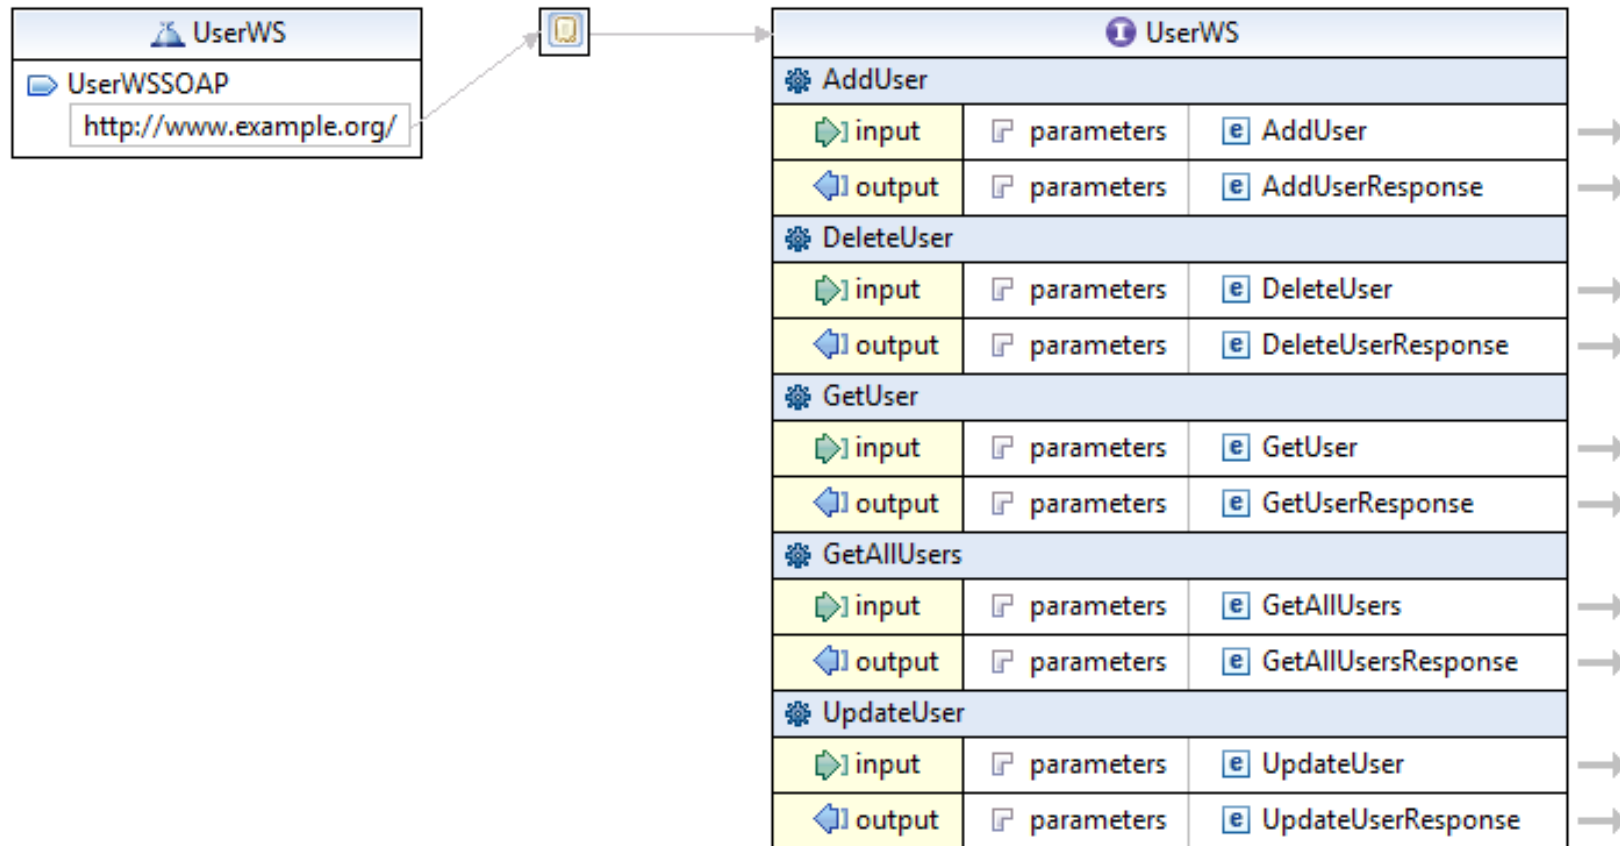 UserWS
UserWSSOAP
http://www.example.org/
UserWS
AddUser
input parameters e AddUser
output parameters e AddUserResponse
DeleteUser
input parameters e DeleteUser
output parameters e DeleteUserResponse
GetUser
input parameters e GetUser
output parameters e GetUserResponse
GetAllUsers
input parameters e GetAllUsers
output parameters e GetAllUsersResponse
UpdateUser
input parameters e UpdateUser
output parameters e UpdateUserResponse